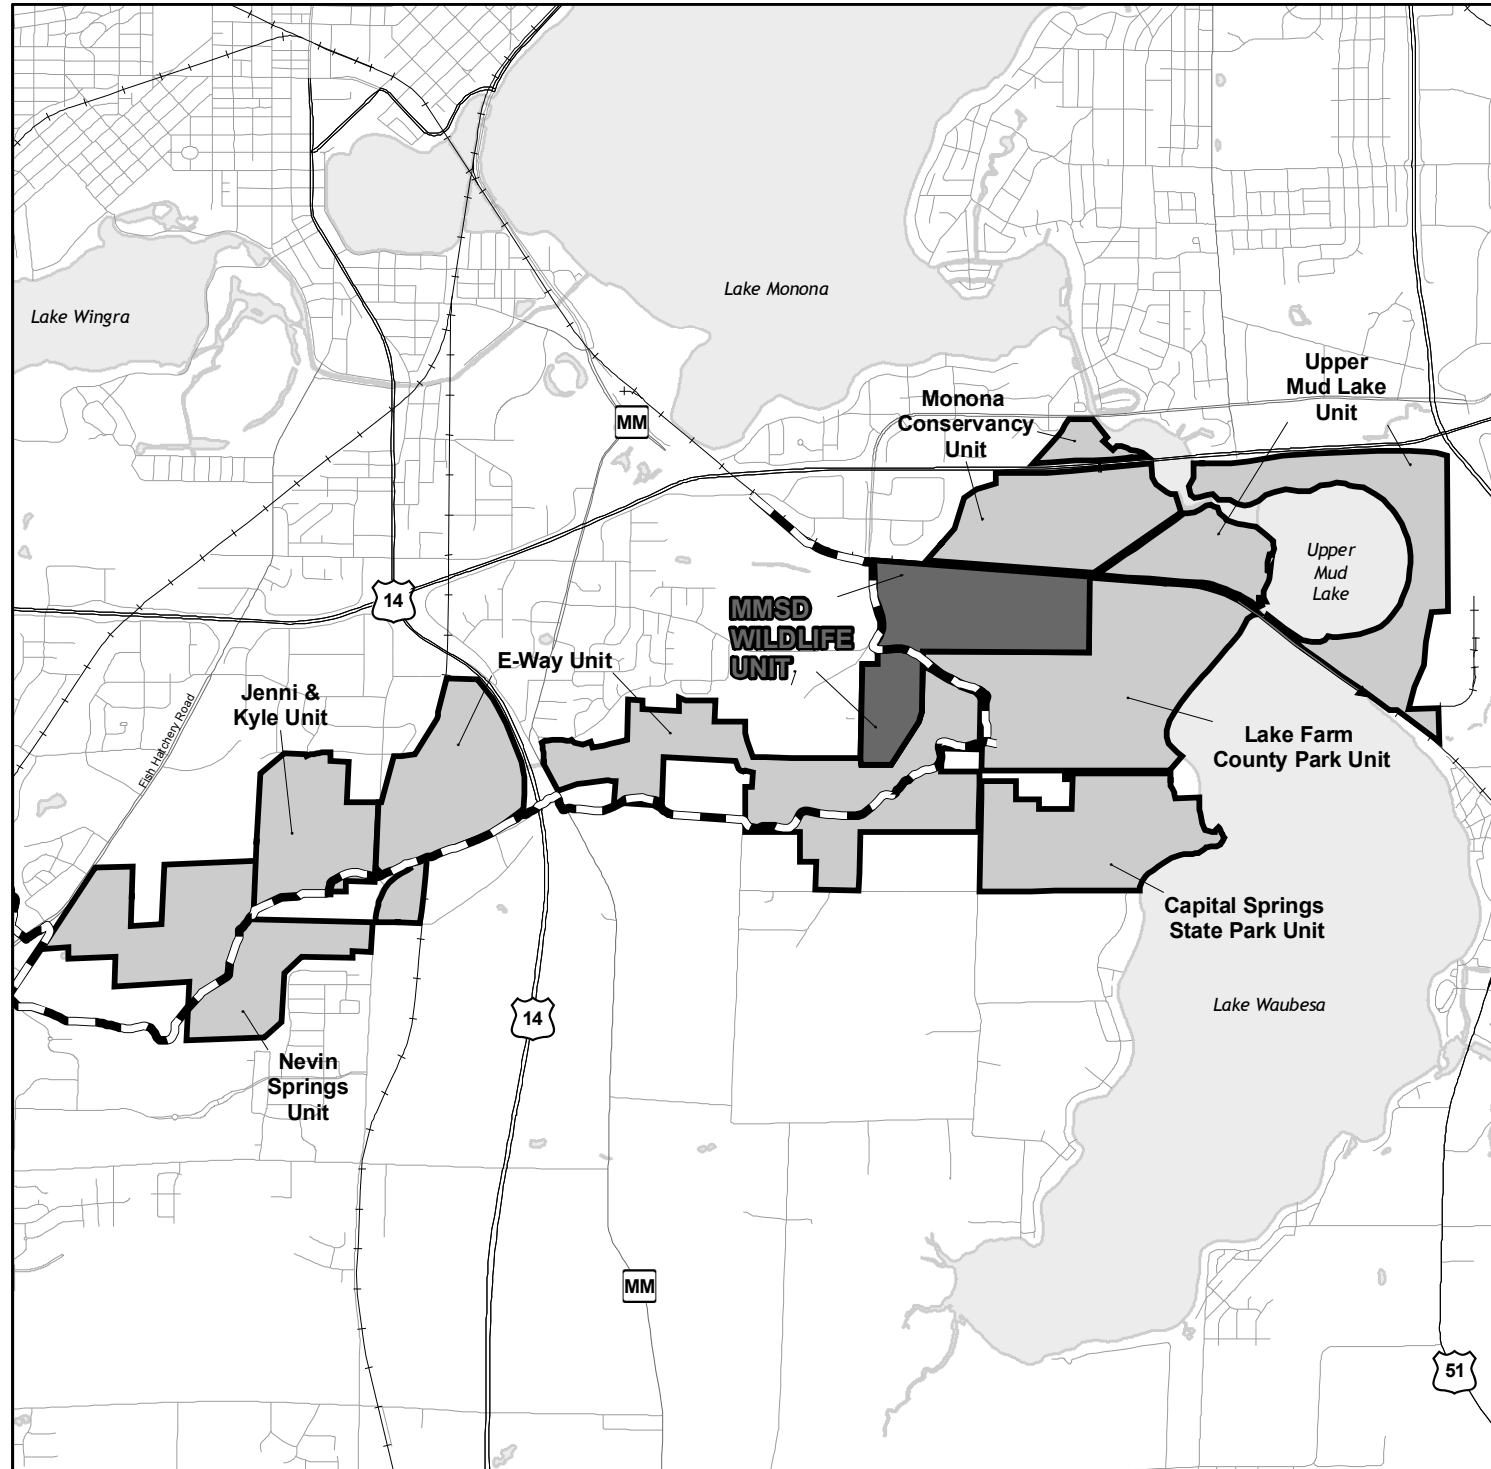 Lake Monona
Lake Wingra
Upper
Mud Lake
Unit
Monona
Conservancy
Unit
MM
Upper
Mud
Lake
14
MMSD
WILDLIFE
UNIT
E-Way Unit
Jenni &
Kyle Unit
Fish Hatchery Road
Lake Farm
County Park Unit
Capital Springs
State Park Unit
Lake Waubesa
14
Nevin
Springs
Unit
MM
51